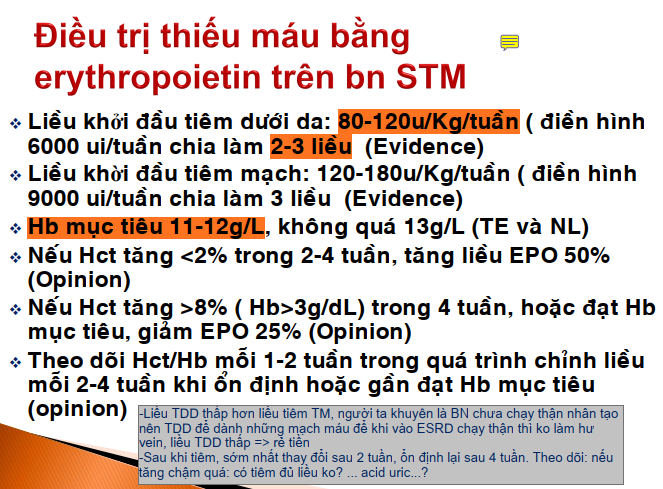 Điều trị thiếu máu bằng
erythropoietin trên bn STM
Liều khởi đầu tiêm dưới da: 80-120u/Kg/tuần ( điển hình
6000 ui/tuần chia làm 2-3 liều (Evidence)
Liều khời đầu tiêm mạch: 120-180u/Kg/tuần ( điển hình
9000 ui/tuần chia làm 3 liều (Evidence)
Hb mục tiêu 11-12g/L, không quá 13g/L (TE và NL)
Nếu Hct tăng <2% trong 2-4 tuần, tăng liều EPO 50%
(Opinion)
Nếu Hct tăng >8% ( Hb>3g/dL) trong 4 tuần, hoặc đạt Hb
mục tiêu, giảm EPO 25% (Opinion)
Theo dõi Hct/Hb mỗi 1-2 tuần trong quá trình chỉnh liều
mỗi 2-4 tuần khi ổn định hoặc gần đạt Hb mục tiêu
(opinion)
-Liều TDD thấp hơn liều tiêm TM, người ta khuyên là BN chưa chạy thận nhân tạo
nên TDD để dành những mạch máu để khi vào ESRD chạy thận thì ko làm hư
vein, liều TDD thấp => rẻ tiền
-Sau khi tiêm, sớm nhất thay đổi sau 2 tuần, ổn định lại sau 4 tuần. Theo dõi: nếu
tăng chậm quá: có tiêm đủ liều ko? ... acid uric...?